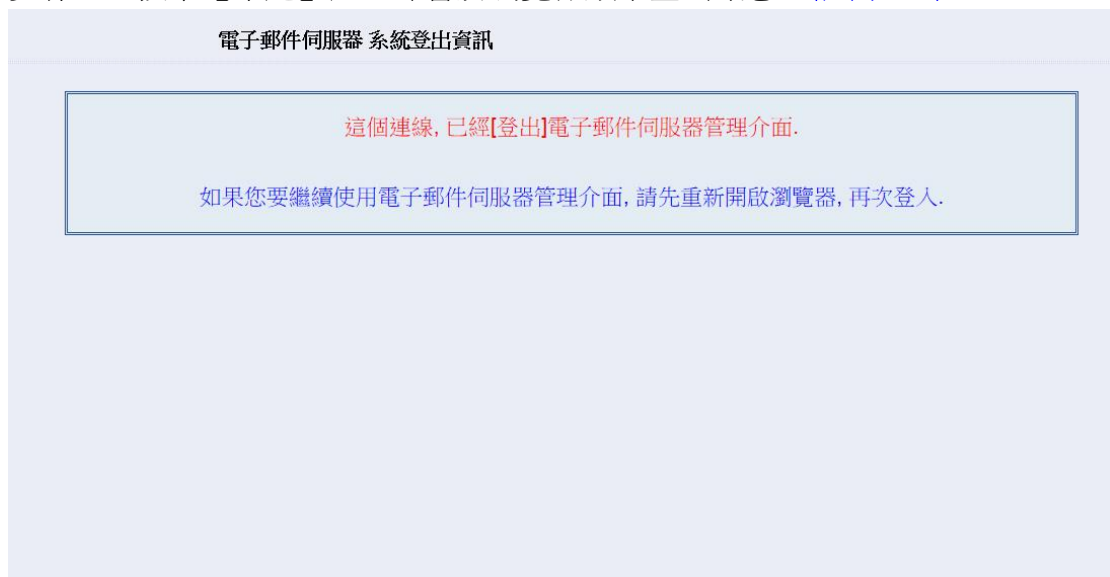 電子郵件伺服器 系統登出資訊
這個連線, 已經[登出]電子郵件伺服器管理介面.
如果您要繼續使用電子郵件伺服器管理介面, 請先重新開啟瀏覽器, 再次登入.